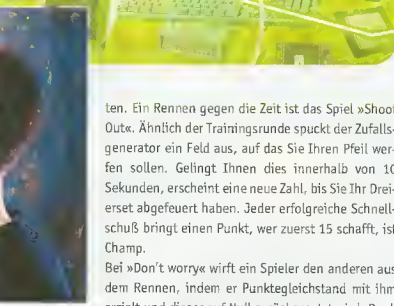 ten. Ein Rennen gegen die Zeit ist das Spiel »Shoot
Out«. Ähnlich der Trainingsrunde spuckt der Zufalls-
generator ein Feld aus, auf das Sie Ihren Pfeil wer-
fen sollen. Gelingt Ihnen dies innerhalb von 10
Sekunden, erscheint eine neue Zahl, bis Sie Ihr Drei-
erset abgefeuert haben. Jeder erfolgreiche Schnell-
schuß bringt einen Punkt, wer zuerst 15 schafft, ist
Champ.
Bei »Don't worry« wirft ein Spieler den anderen aus
dem Rennen, indem er Punktegleichstand mit ihm